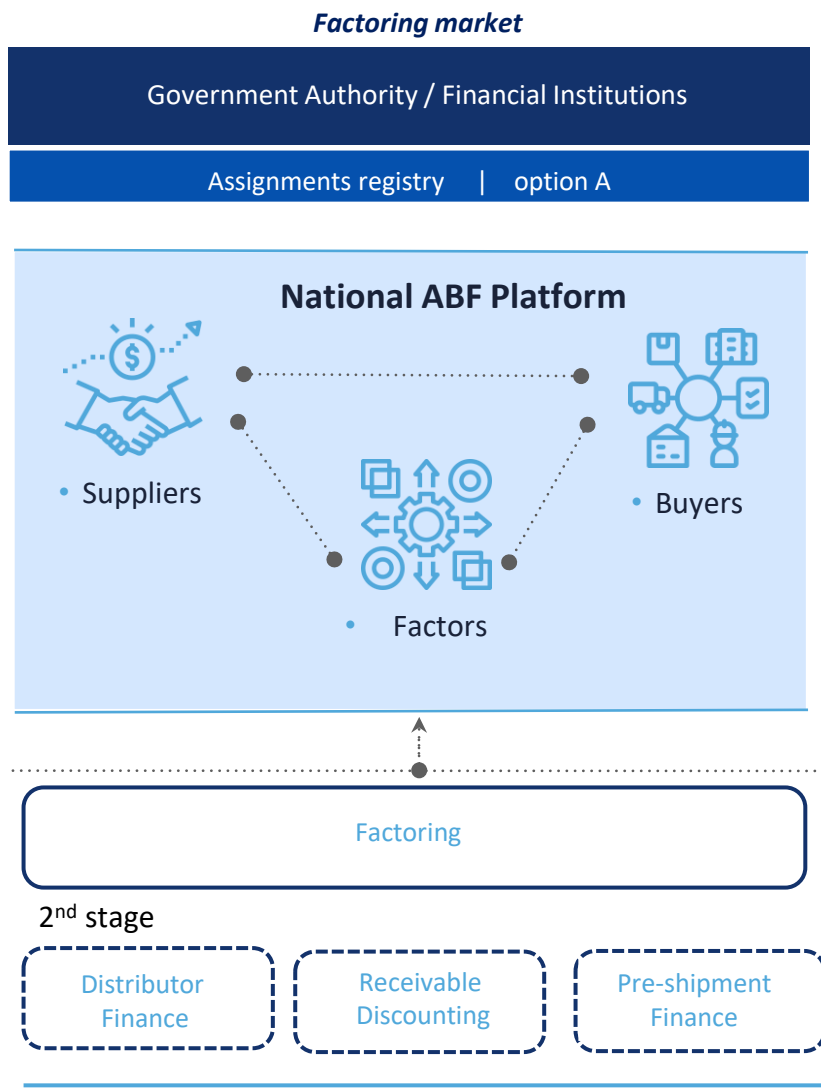 Factoring market
Government Authority / Financial Institutions
Assignments registry | option A
National ABF Platform
$
• Suppliers
• Buyers
• Factors
Factoring
2nd stage
Distributor
Finance
Receivable
Discounting
Pre-shipment
Finance